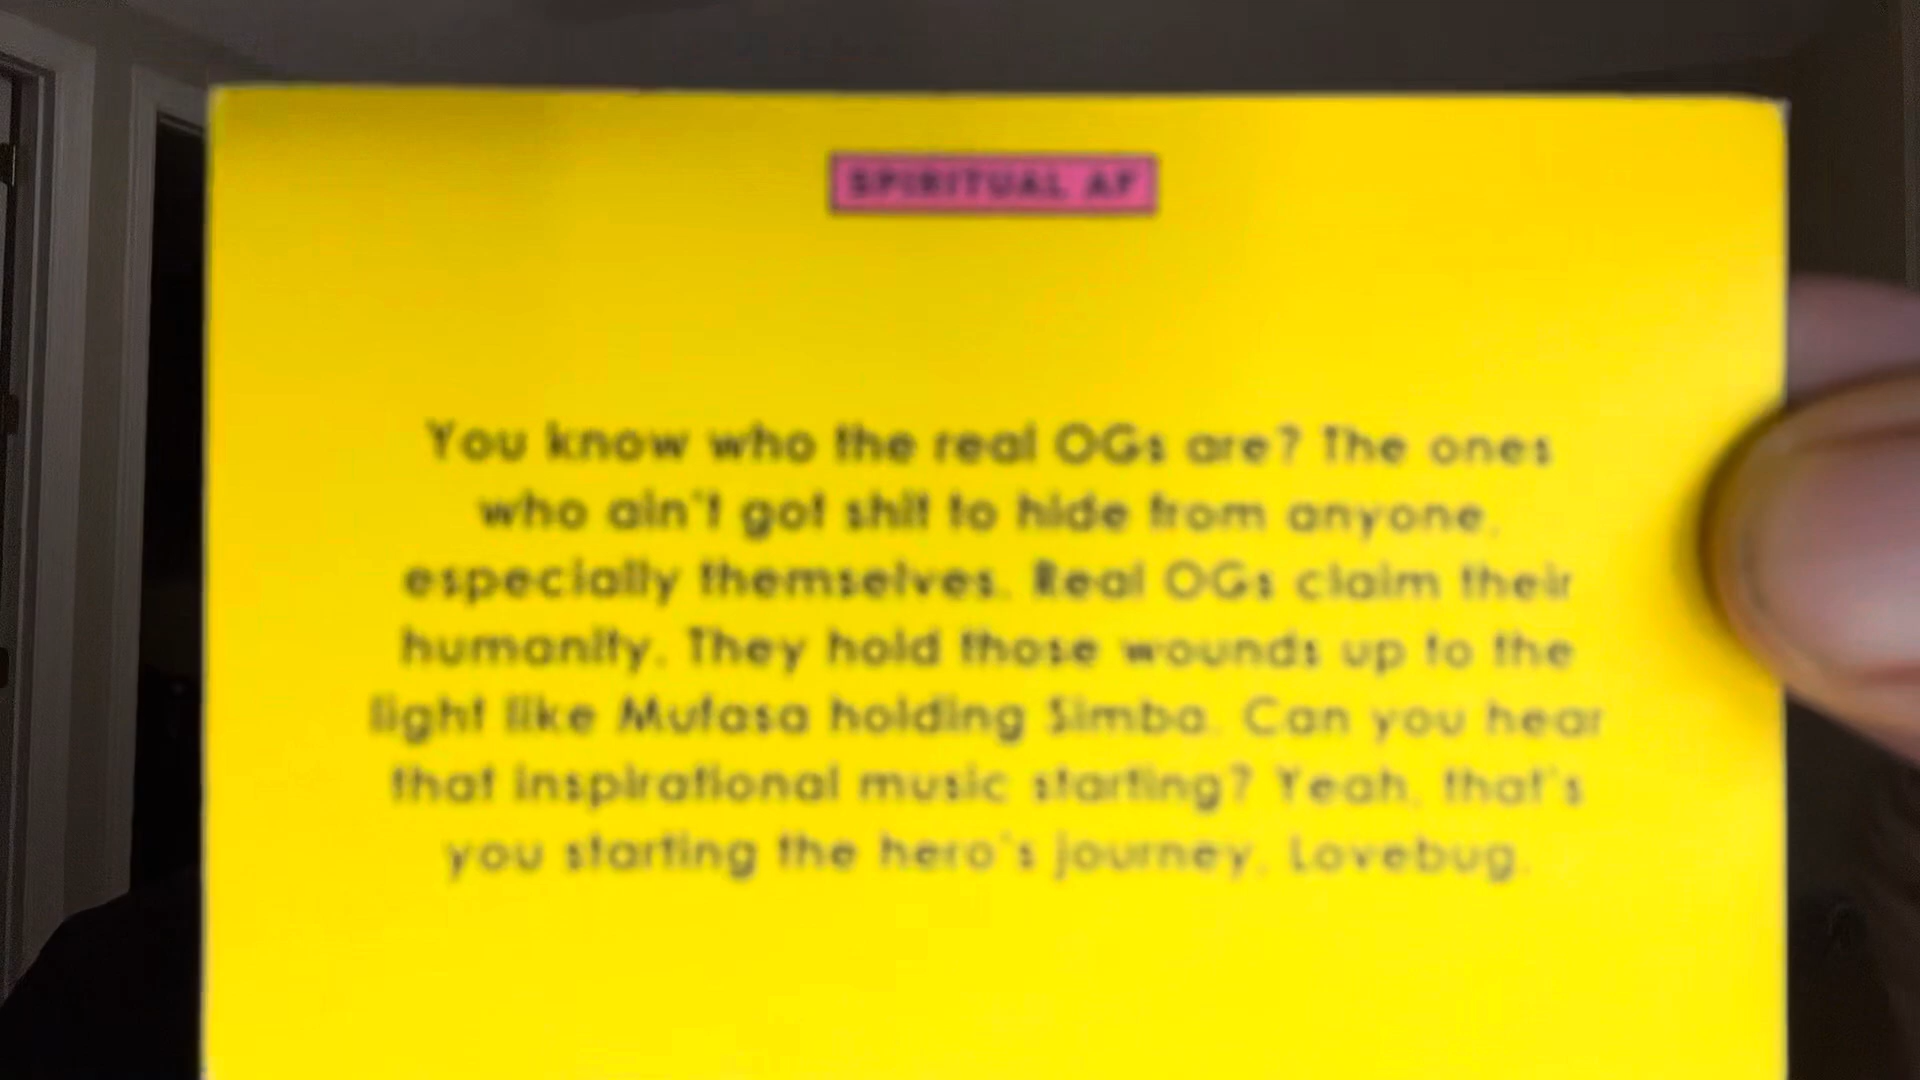 SPIRITUAL AF
You know who the real OGs are? The ones
who ain't got shit to hide from anyone,
especially themselves. Real OGs claim their
humanity. They hold those wounds up to the
light like Mufasa holding Simba. Can you hear
that inspirational music starting? Yeah, that's
you starting the hero's journey, Lovebug.